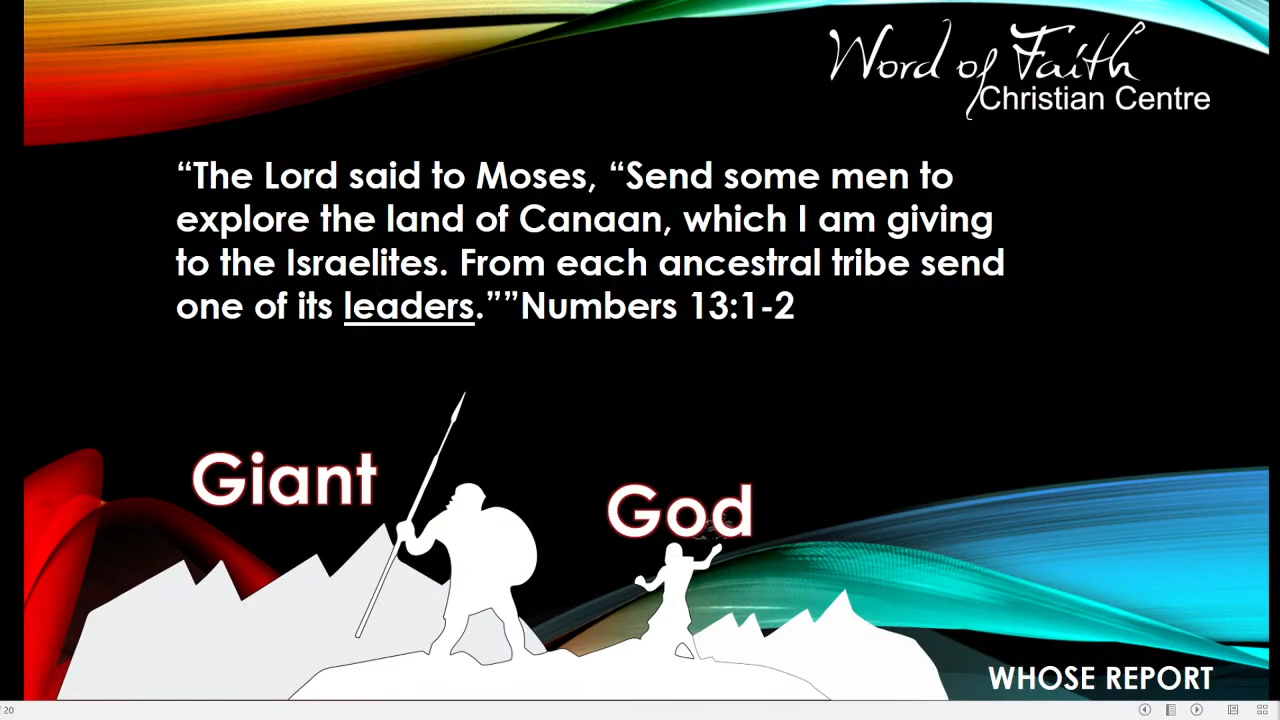 Word of Faith
Christian Centre
“The Lord said to Moses, “Send some men to
explore the land of Canaan, which I am giving
to the Israelites. From each ancestral tribe send
one of its leaders.””Numbers 13:1-2
Giant
God
WHOSE REPORT
f 20